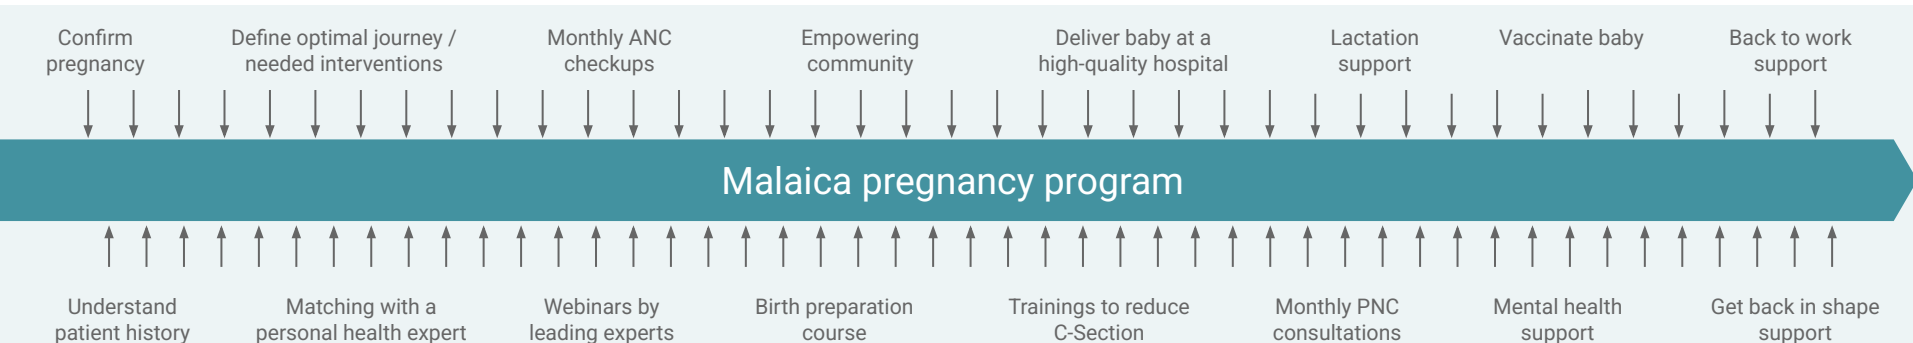 Confirm
pregnancy
Define optimal journey /
needed interventions
Monthly ANC
checkups
Empowering
community
Deliver baby at a
high-quality hospital
Lactation
support
Vaccinate baby
Back to work
support
Malaica pregnancy program
Understand
patient history
Matching with a
personal health expert
Webinars by
leading experts
Birth preparation
course
Trainings to reduce
C-Section
Monthly PNC
consultations
Mental health
support
Get back in shape
support